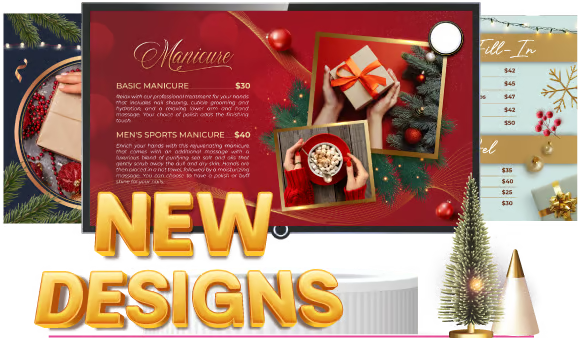 Manicure
BASIC MANICURE $30
Relax with our professional treatment for your hands
that includes nail shaping, cuticle grooming and
hydration, and a relaxing lower arm and hand
massage. Your choice of polish adds the finishing
touch.
MEN'S SPORTS MANICURE $40
Enrich your hands with this rejuvenating manicure
that comes with an additional massage with a
luxurious blend of purifying sea salt and oils that
gently scrub away the dull and dry skin. Hands are
then placed in a hot towel, followed by a moisturizing
massage. You can choose to have a polish or buff
shine for your nails.
Fill-In
$42
$45
$47
$42
$50
$35
$40
$25
$30
NEW
DESIGNS